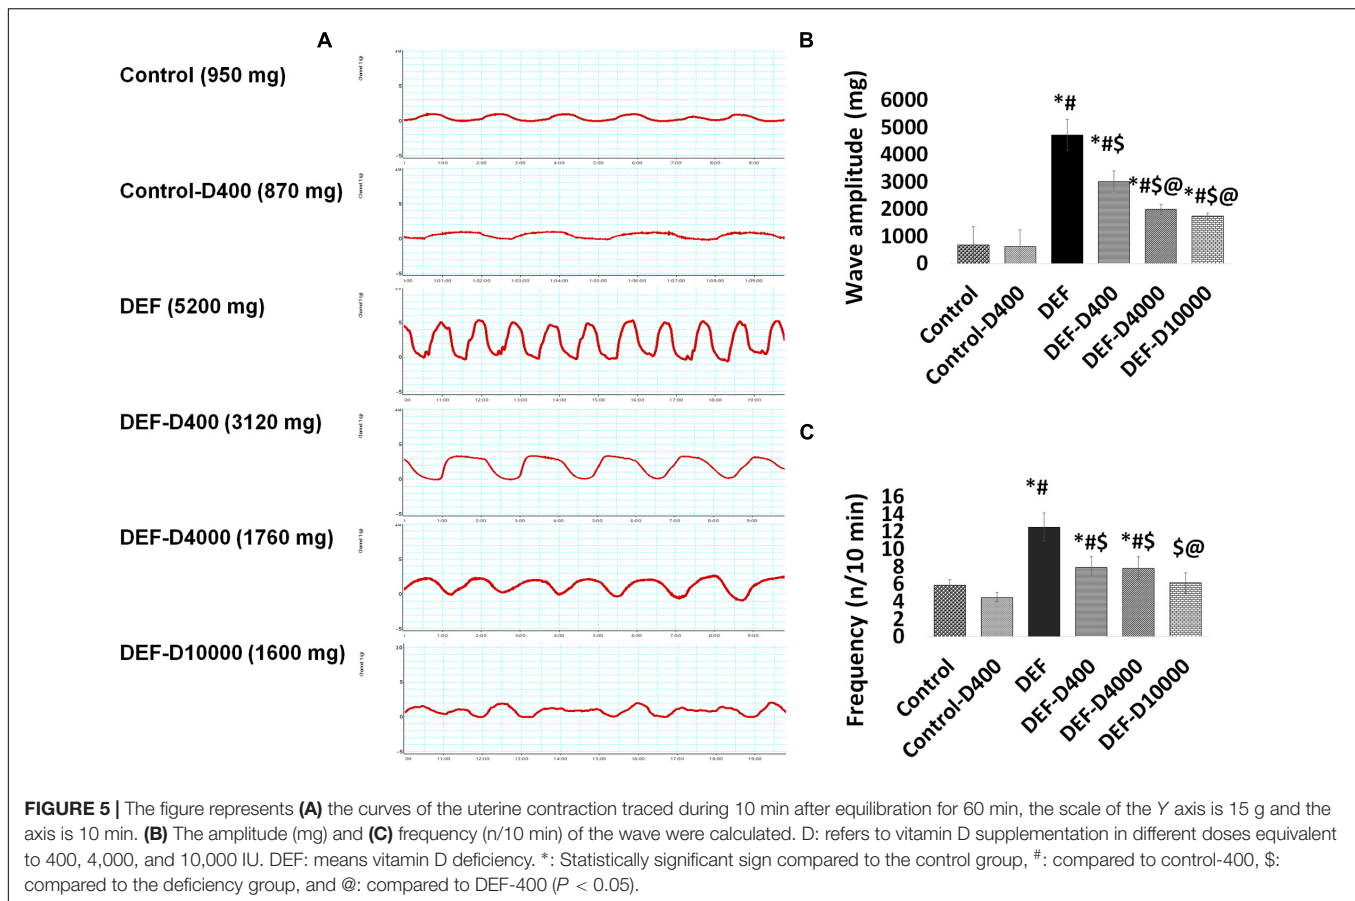 A
Control (950 mg)
Control-D400 (870 mg)
DEF (5200 mg)
DEF-D400 (3120 mg)
DEF-D4000 (1760 mg)
DEF-D10000 (1600 mg)
B
Wave amplitude (mg)
6000
5000
4000
3000
2000
1000
0
*#
*#$
*#$@
*#$@
Control
Control-D400
DEF
DEF-D400
DEF-D4000
DEF-D10000
C
Frequency (n/10 min)
16
14
12
10
8
6
4
2
0
*#
*#$
*#$
$@
Control
Control-D400
DEF
DEF-D400
DEF-D4000
DEF-D10000
FIGURE 5 | The figure represents (A) the curves of the uterine contraction traced during 10 min after equilibration for 60 min, the scale of the Y axis is 15 g and the
axis is 10 min. (B) The amplitude (mg) and (C) frequency (n/10 min) of the wave were calculated. D: refers to vitamin D supplementation in different doses equivalent
to 400, 4,000, and 10,000 IU. DEF: means vitamin D deficiency. *: Statistically significant sign compared to the control group, #: compared to control-400, $:
compared to the deficiency group, and @: compared to DEF-400 (P < 0.05).